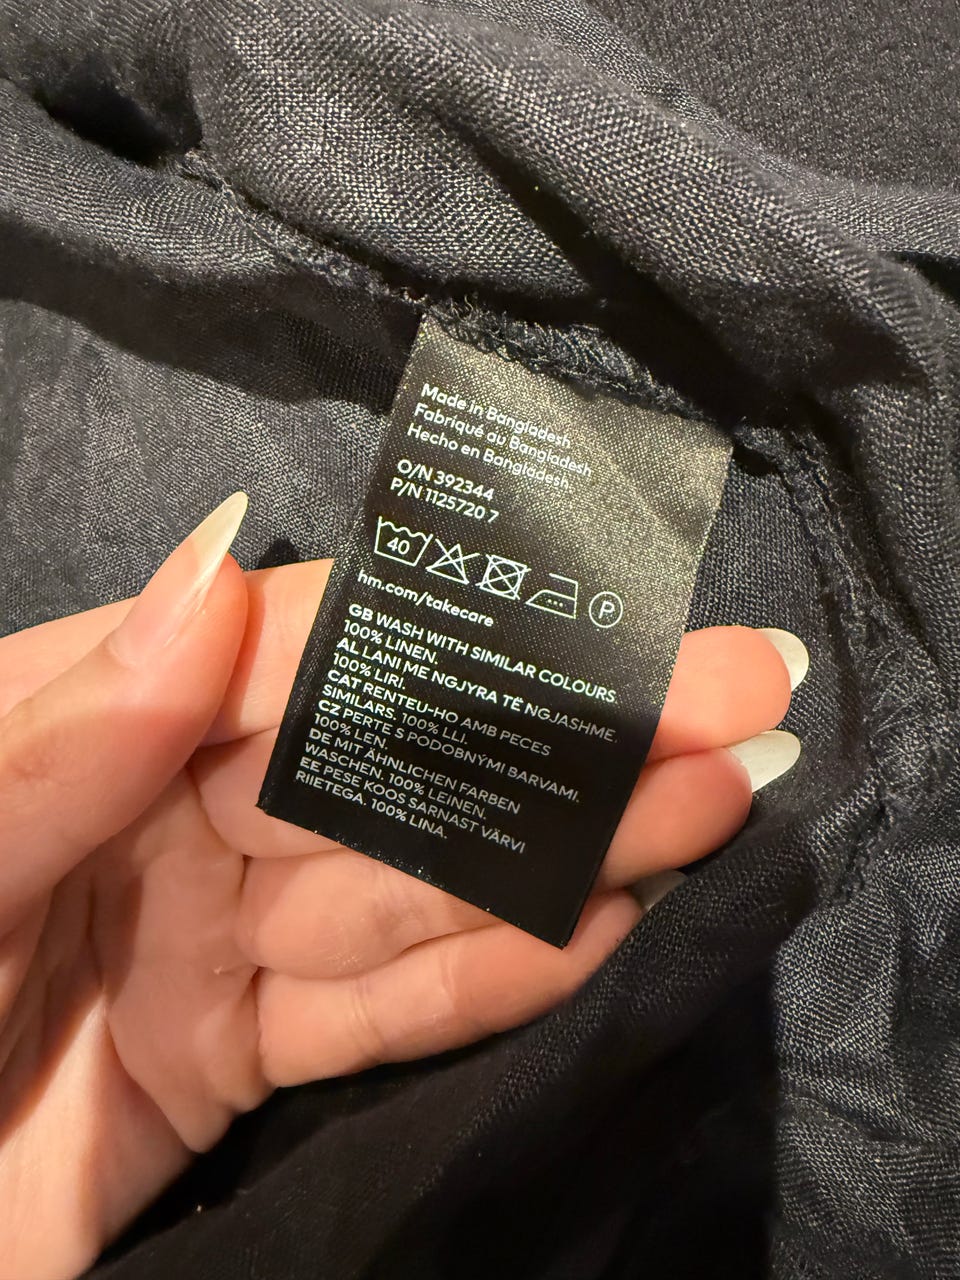 Made in Bangladesh
Fabriqué au Bangladesh
Hecho en Bangladesh
O/N 392344
P/N 1125720 7
40
P
hm.com/takecare
GB WASH WITH SIMILAR COLOURS.
100% LINEN.
AL LANI ME NGJYRA TË NGJASHME.
100% LIRI.
CAT RENTEU-HO AMB PECES
SIMILARS. 100% LLI.
CZ PERTE S PODOBNÝMI BARVAMI.
100% LEN.
DE MIT ÄHNLICHEN FARBEN
WASCHEN. 100% LEINEN.
EE PESE KOOS SARNAST VÄRVI
RIIETEGA. 100% LINA.